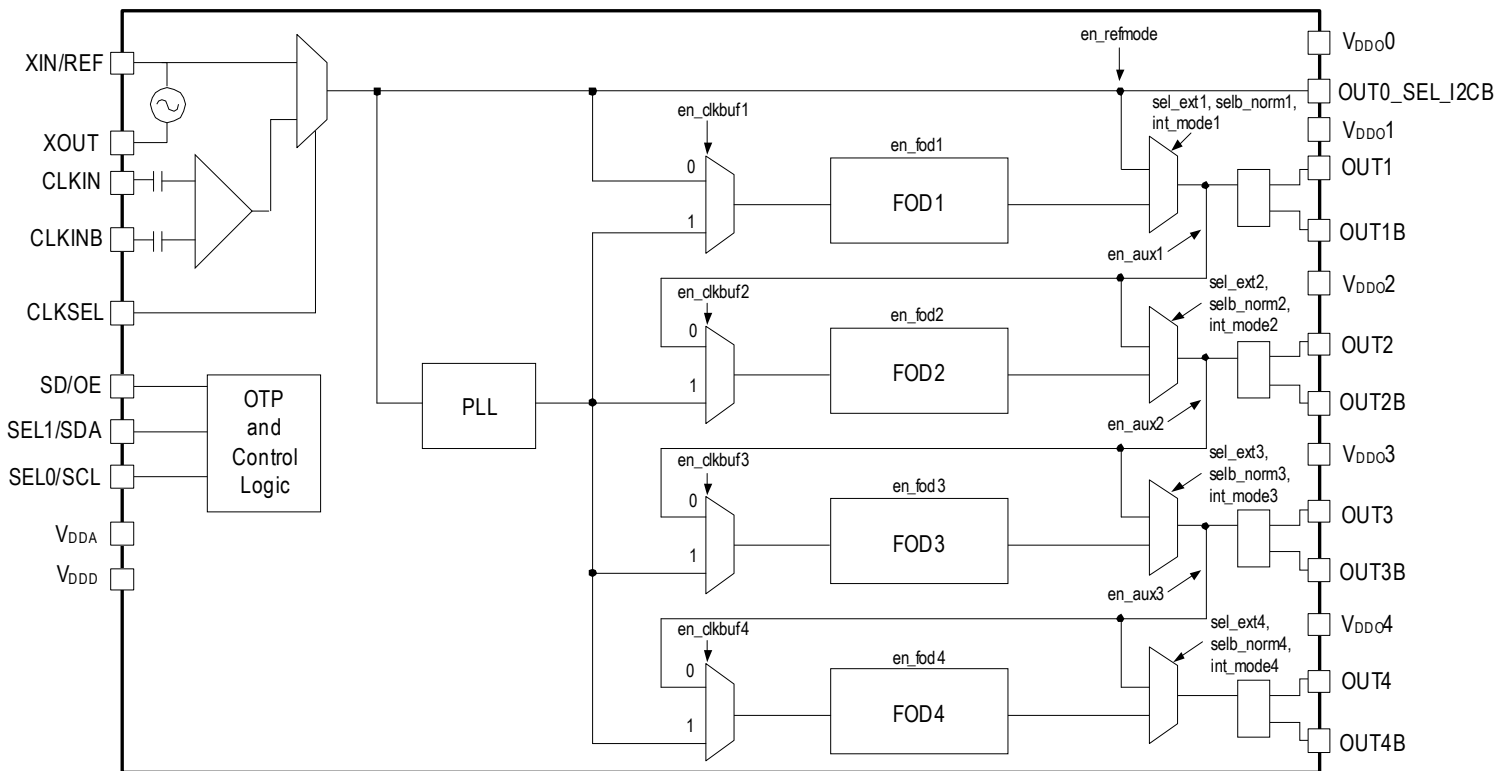 XIN/REF
XOUT
CLKIN
CLKINB
CLKSEL
SD/OE
SEL1/SDA
SEL0/SCL
VDDA
VDDD
OTP
and
Control
Logic
PLL
en_refmode
en_clkbuf1
0
1
en_fod1
FOD1
sel_ext1, selb_norm1,
int_mode1
en_aux1
en_clkbuf2
0
1
en_fod2
FOD2
sel_ext2,
selb_norm2,
int_mode2
en_aux2
en_clkbuf3
0
1
en_fod3
FOD3
sel_ext3,
selb_norm3,
int_mode3
en_aux3
en_clkbuf4
0
1
en_fod4
FOD4
sel_ext4,
selb_norm4,
int_mode4
VDDO0
OUT0_SEL_I2CB
VDDO1
OUT1
OUT1B
VDDO2
OUT2
OUT2B
VDDO3
OUT3
OUT3B
VDDO4
OUT4
OUT4B